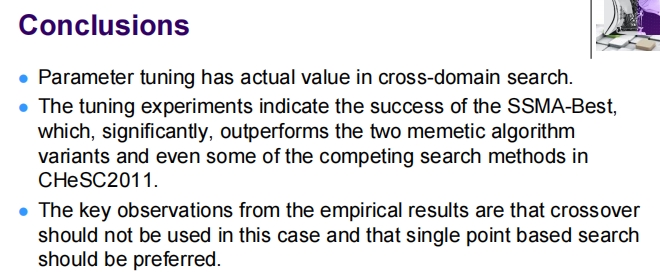 Conclusions
Parameter tuning has actual value in cross-domain search.
The tuning experiments indicate the success of the SSMA-Best,
which, significantly, outperforms the two memetic algorithm
variants and even some of the competing search methods in
CHeSC2011.
The key observations from the empirical results are that crossover
should not be used in this case and that single point based search
should be preferred.